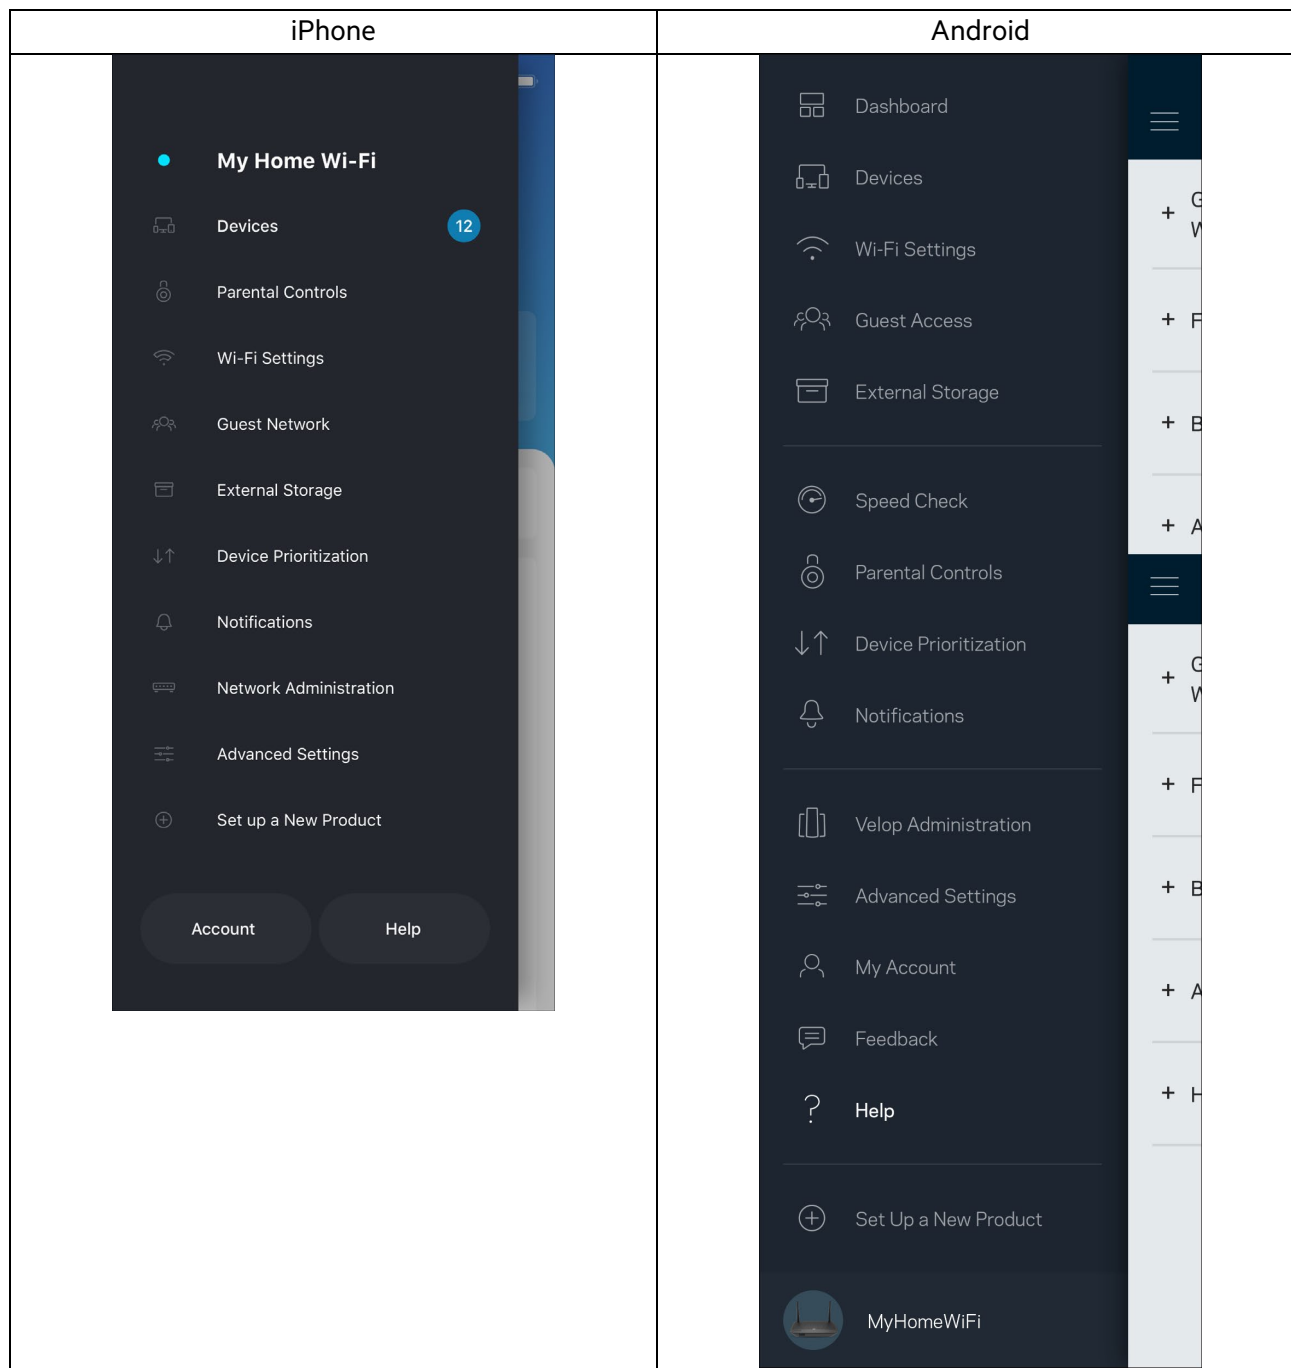 iPhone
Android
My Home Wi-Fi
Devices 12
Parental Controls
Wi-Fi Settings
Guest Network
External Storage
Device Prioritization
Notifications
Network Administration
Advanced Settings
Set up a New Product
Account Help
Dashboard
Devices
Wi-Fi Settings
Guest Access
External Storage
Speed Check
Parental Controls
Device Prioritization
Notifications
Velop Administration
Advanced Settings
My Account
Feedback
Help
Set Up a New Product
MyHomeWiFi